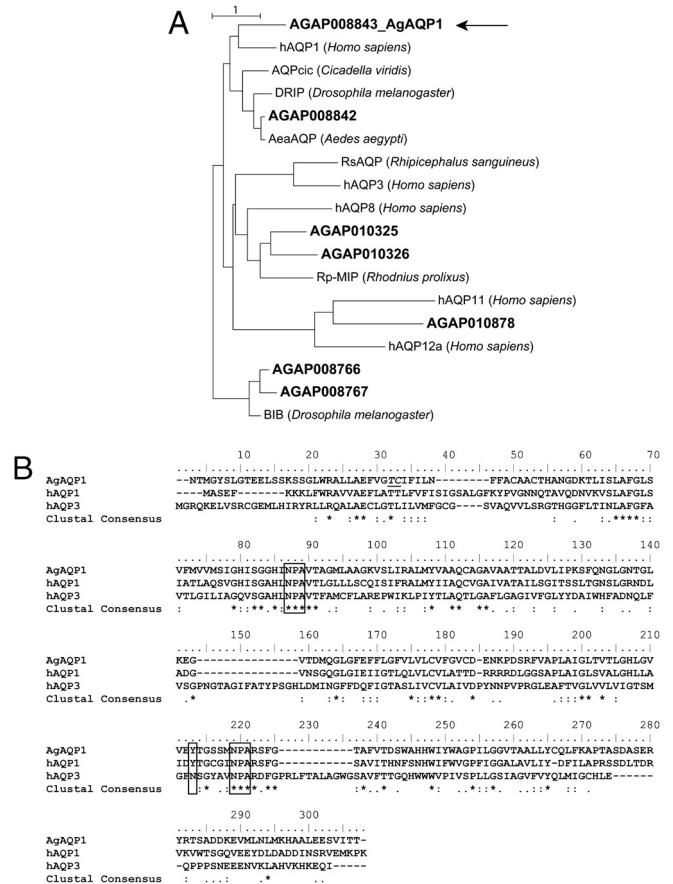 A
1
AGAP008843_AgAQP1
hAQP1 (Homo sapiens)
AQPcic (Cicadella viridis)
DRIP (Drosophila melanogaster)
AGAP008842
AeaAQP (Aedes aegypti)
RsAQP (Rhipicephalus sanguineus)
hAQP3 (Homo sapiens)
hAQP8 (Homo sapiens)
AGAP010325
AGAP010326
Rp-MIP (Rhodnius prolixus)
hAQP11 (Homo sapiens)
AGAP010878
hAQP12a (Homo sapiens)
AGAP008766
AGAP008767
BIB (Drosophila melanogaster)
B
10 20 30 40 50 60 70
AgAQP1 --NTMGYSLGTEELSSKSSGLWRALLAEFVGTCIFILN--------FFACAACTHANGDKTLISLAFGLS
hAQP1 ----MASEF-------KKKLFWRAVVAEFLATTLFVFISIGSALGFKYPVGNNQTAVQDNVKVSLAFGLS
hAQP3 MGRQKELVSRCGEMLHIRYRLLRQALAECLGTLILVMFGCG----SVAQVVLSRGTHGGFLTINLAFGFA
Clustal Consensus
80 90 100 110 120 130 140
AgAQP1 VFMVVMSIGHISGGHINPAVTAGMLAAGKVSLIRALMYVAAQCAGAVAATTALDVLIPKSFQNGLGNTGL
hAQP1 IATLAQSVGHISGAHLNPAVTLGLLLSCQISIFRALMYIIAQCVGAIVATAILSGITSSLTGNSLGRNDL
hAQP3 VTLGILIAGQVSGAHLNPAVTFAMCFLAREPWIKLPIYTLAQTLGAFLGAGIVFGLYYDAIWHFADNQLF
Clustal Consensus
150 160 170 180 190 200 210
AgAQP1 KEG---------------VTDMQGLGFEFFLGFVLVLCVFGVCD-ENKPDSRFVAPLAIGLTVTLGHLGV
hAQP1 ADG---------------VNSGQGLGIEIIGTLQLVLCVLATTD--RRRRDLGGSAPLAIGLSVALGHLLA
hAQP3 VSGPNGTAGIFATYPSGHLDMINGFFDQFIGTASLIVCVLAIVDPYNNPVPRGLEAFTVGLVVLVIGTSM
Clustal Consensus
220 230 240 250 260 270 280
AgAQP1 VEYTGSSMNPARSFG-----------TAFVTDSWAHHWIYWAGPILGGVTAALLYCQLFKAPTRSDASER
hAQP1 IDYTGCGINPARSFG-----------SAVITHNFSNHWIFWVGPFIGGALAVLIY-DFILAPRSSDLTDR
hAQP3 GFNSGYAVNPARDFGPRLFTALAGWGSAVFTTGQHWWWVPIVSPLLGSIAGVFVYQLMIGCHLE------
Clustal Consensus
290 300
AgAQP1 YRTSADDKEVMLNLMKHAALEESVITT-
hAQP1 VKVWTSGQVEEYDLDADDINSRVEMKPK
hAQP3 -QPPPSNEEENVKLAHVKHKEQI-----
Clustal Consensus